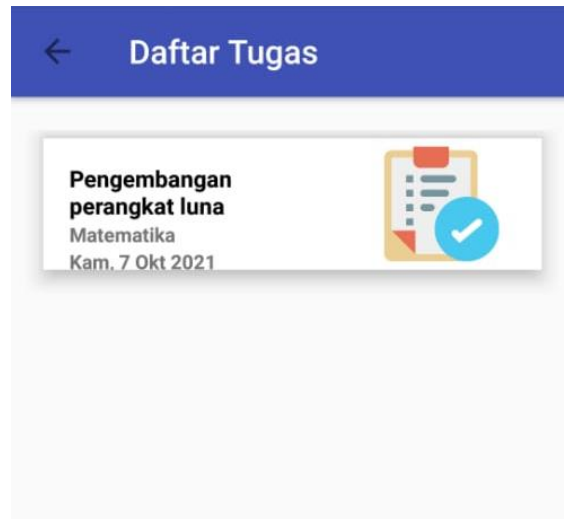 Daftar Tugas
Pengembangan
perangkat luna
Matematika
Kam, 7 Okt 2021